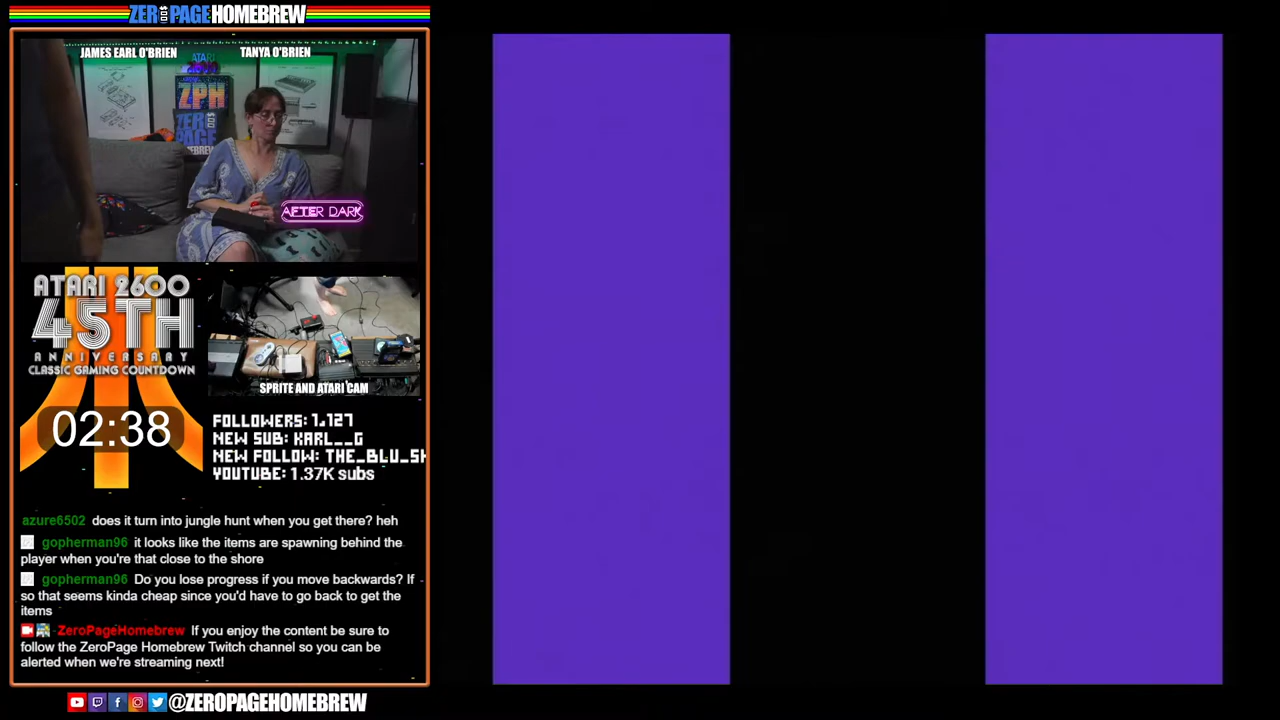 ZEROPAGE HOMEBREW
JAMES EARL O'BRIEN
TANYA O'BRIEN
ATARI
ZPH
ZERO
PAGE
AFTER DARK
ATARI 2600
45TH
ANNIVERSARY
CLASSIC GAMING COUNTDOWN
02:38
SPRITE AND ATARI CAM
FOLLOWERS: 1,127
NEW SUB: KARL__G
NEW FOLLOW: THE_BLU_SH
YOUTUBE: 1.37K subs
azure6502 does it turn into jungle hunt when you get there? heh
gopherman96 it looks like the items are spawning behind the
player when you're that close to the shore
gopherman96 Do you lose progress if you move backwards? If
so that seems kinda cheap since you'd have to go back to get the
items
ZeroPageHomebrew If you enjoy the content be sure to
follow the ZeroPage Homebrew Twitch channel so you can be
alerted when we're streaming next!
@ZEROPAGEHOMEBREW